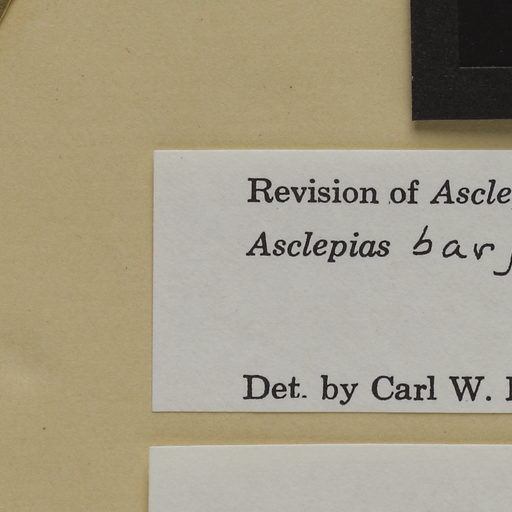 Revision of Ascle
Asclepias bar
Det. by Carl W.